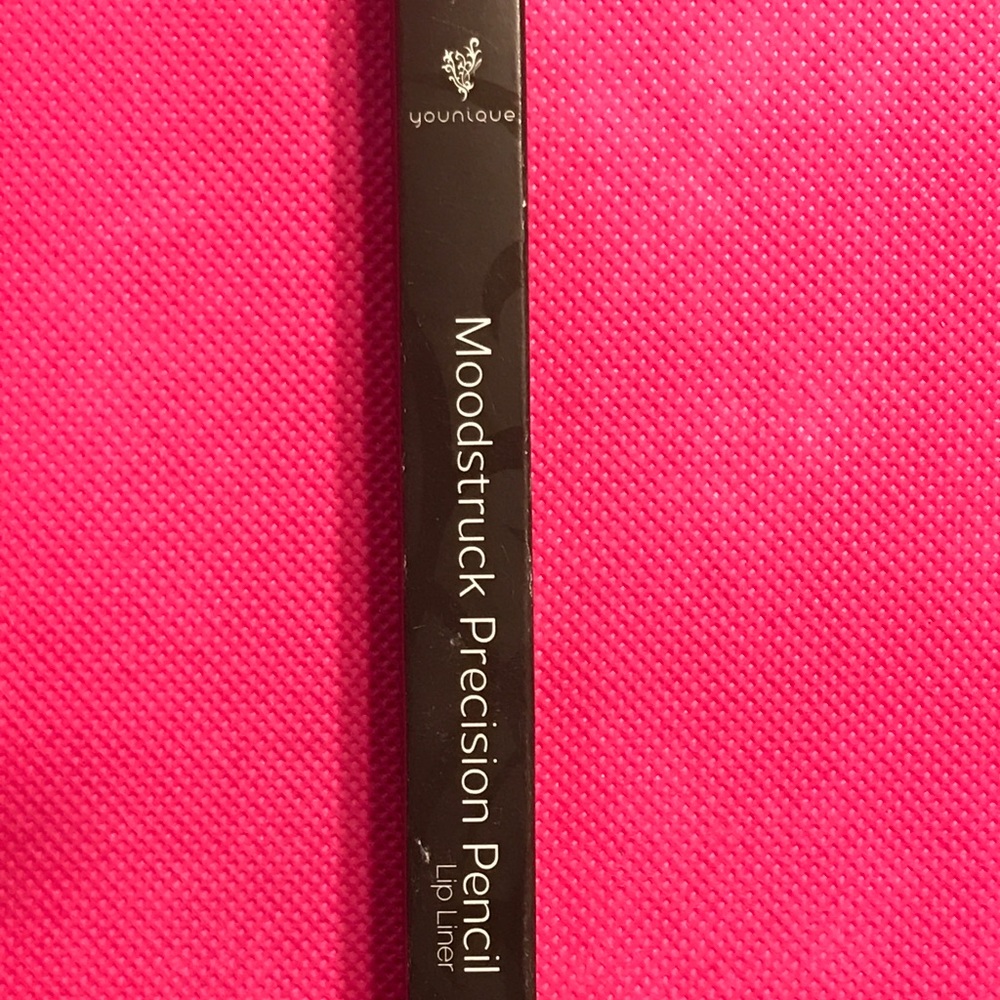 younique
Moodstruck Precision Pencil
Lip Liner